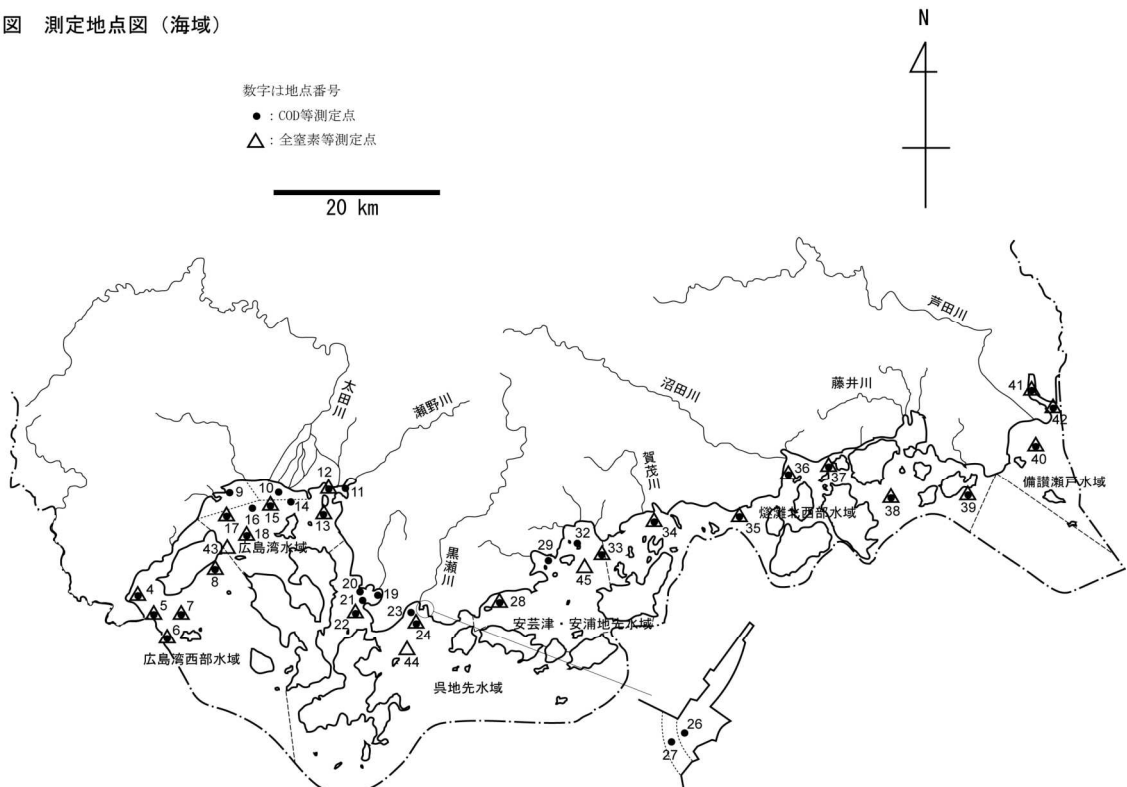 図 測定地点図（海域）
N
数字は地点番号
●：COD等測定点
△：全窒素等測定点
20 km
芦田川
太田川
瀬野川
沼田川
藤井川
賀茂川
黒瀬川
41
42
40
備讃瀬戸水域
36
37
38
39
燧灘北西部水域
35
34
12
11
9
10
14
15
16
13
17
18
43
広島湾水域
8
4
5
7
6
広島湾西部水域
20
19
21
22
23
24
44
呉地先水域
32
29
33
45
28
安芸津・安浦地先水域
26
27